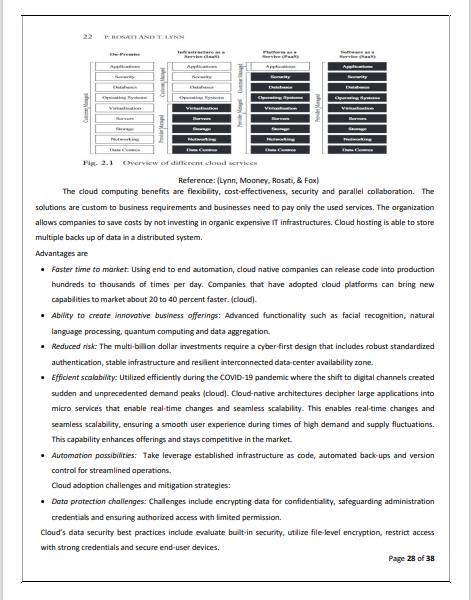 22 P. ROSATI AND T. LYNN
On-Premise
Infrastructure as a Service (IaaS)
Platform as a Service (PaaS)
Software as a Service (SaaS)
Applications Applications Applications Applications
Security Security Security Security
Databases Databases Databases Databases
Operating Systems Operating Systems Operating Systems Operating Systems
Virtualisation Virtualisation Virtualisation Virtualisation
Servers Servers Servers Servers
Storage Storage Storage Storage
Networking Networking Networking Networking
Data Centres Data Centres Data Centres Data Centres
Customer Managed
Customer Managed
Provider Managed
Customer Managed
Provider Managed
Provider Managed
Fig. 2.1 Overview of different cloud services
Reference: (Lynn, Mooney, Rosati, & Fox)
The cloud computing benefits are flexibility, cost-effectiveness, security and parallel collaboration. The
solutions are custom to business requirements and businesses need to pay only the used services. The organization
allows companies to save costs by not investing in organic expensive IT infrastructures. Cloud hosting is able to store
multiple backs up of data in a distributed system.
Advantages are
• Faster time to market: Using end to end automation, cloud native companies can release code into production
hundreds to thousands of times per day. Companies that have adopted cloud platforms can bring new
capabilities to market about 20 to 40 percent faster. (cloud).
• Ability to create innovative business offerings: Advanced functionality such as facial recognition, natural
language processing, quantum computing and data aggregation.
• Reduced risk: The multi-billion dollar investments require a cyber-first design that includes robust standardized
authentication, stable infrastructure and resilient interconnected data-center availability zone.
• Efficient scalability: Utilized efficiently during the COVID-19 pandemic where the shift to digital channels created
sudden and unprecedented demand peaks (cloud). Cloud-native architectures decipher large applications into
micro services that enable real-time changes and seamless scalability. This enables real-time changes and
seamless scalability, ensuring a smooth user experience during times of high demand and supply fluctuations.
This capability enhances offerings and stays competitive in the market.
• Automation possibilities: Take leverage established infrastructure as code, automated back-ups and version
control for streamlined operations.
Cloud adoption challenges and mitigation strategies:
• Data protection challenges: Challenges include encrypting data for confidentiality, safeguarding administration
credentials and ensuring authorized access with limited permission.
Cloud's data security best practices include evaluate built-in security, utilize file-level encryption, restrict access
with strong credentials and secure end-user devices.
Page 28 of 38